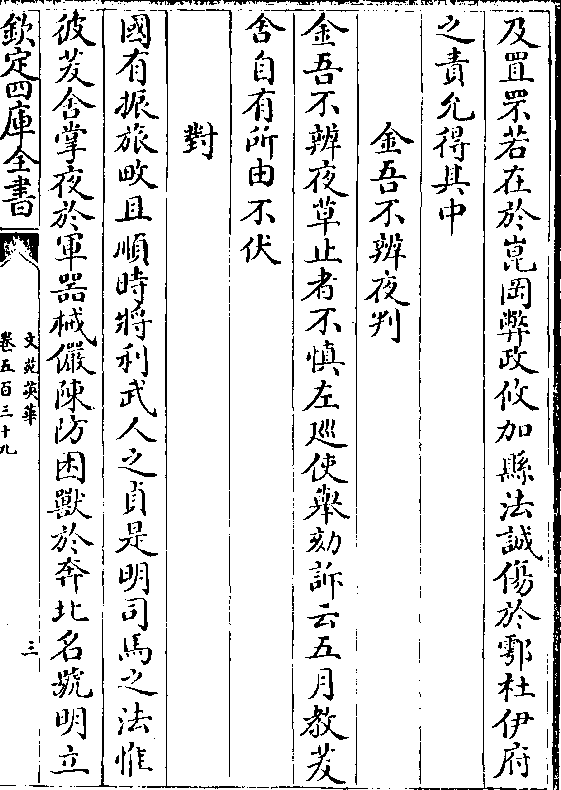 及罝罘若在於崑岡弊政攸加縣法誠傷於鄠杜伊府
之責允得其中
金吾不辨夜判
金吾不辨夜草止者不慎左巡使舉劾訴云五月教茇
舍自有所由不伏
對
國有振旅畋且順時將利武人之貞是明司馬之法惟
彼茇舍掌夜於軍器械儼陳防困獸於奔北名號明立
欽定四庫全書
文苑英華
卷五百三十九
三